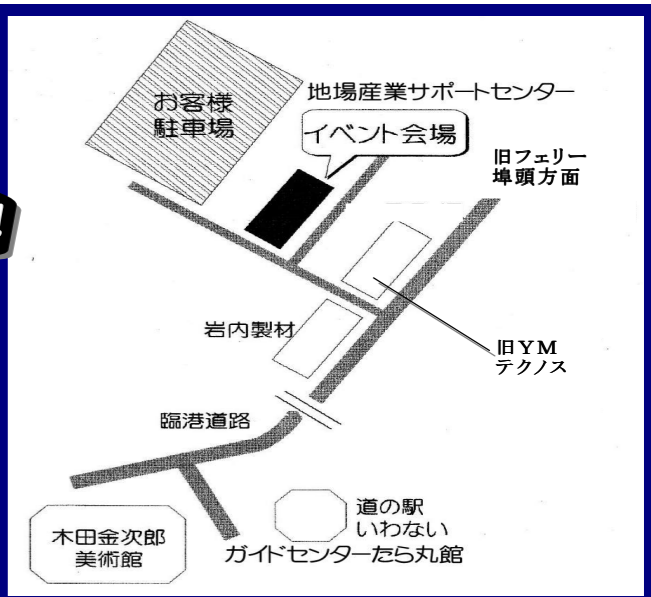 お客様
駐車場
地場産業サポートセンター
イベント会場
旧フェリー
埠頭方面
岩内製材
旧YM
テクノス
臨港道路
道の駅
いわない
ガイドセンターたら丸館
木田金次郎
美術館